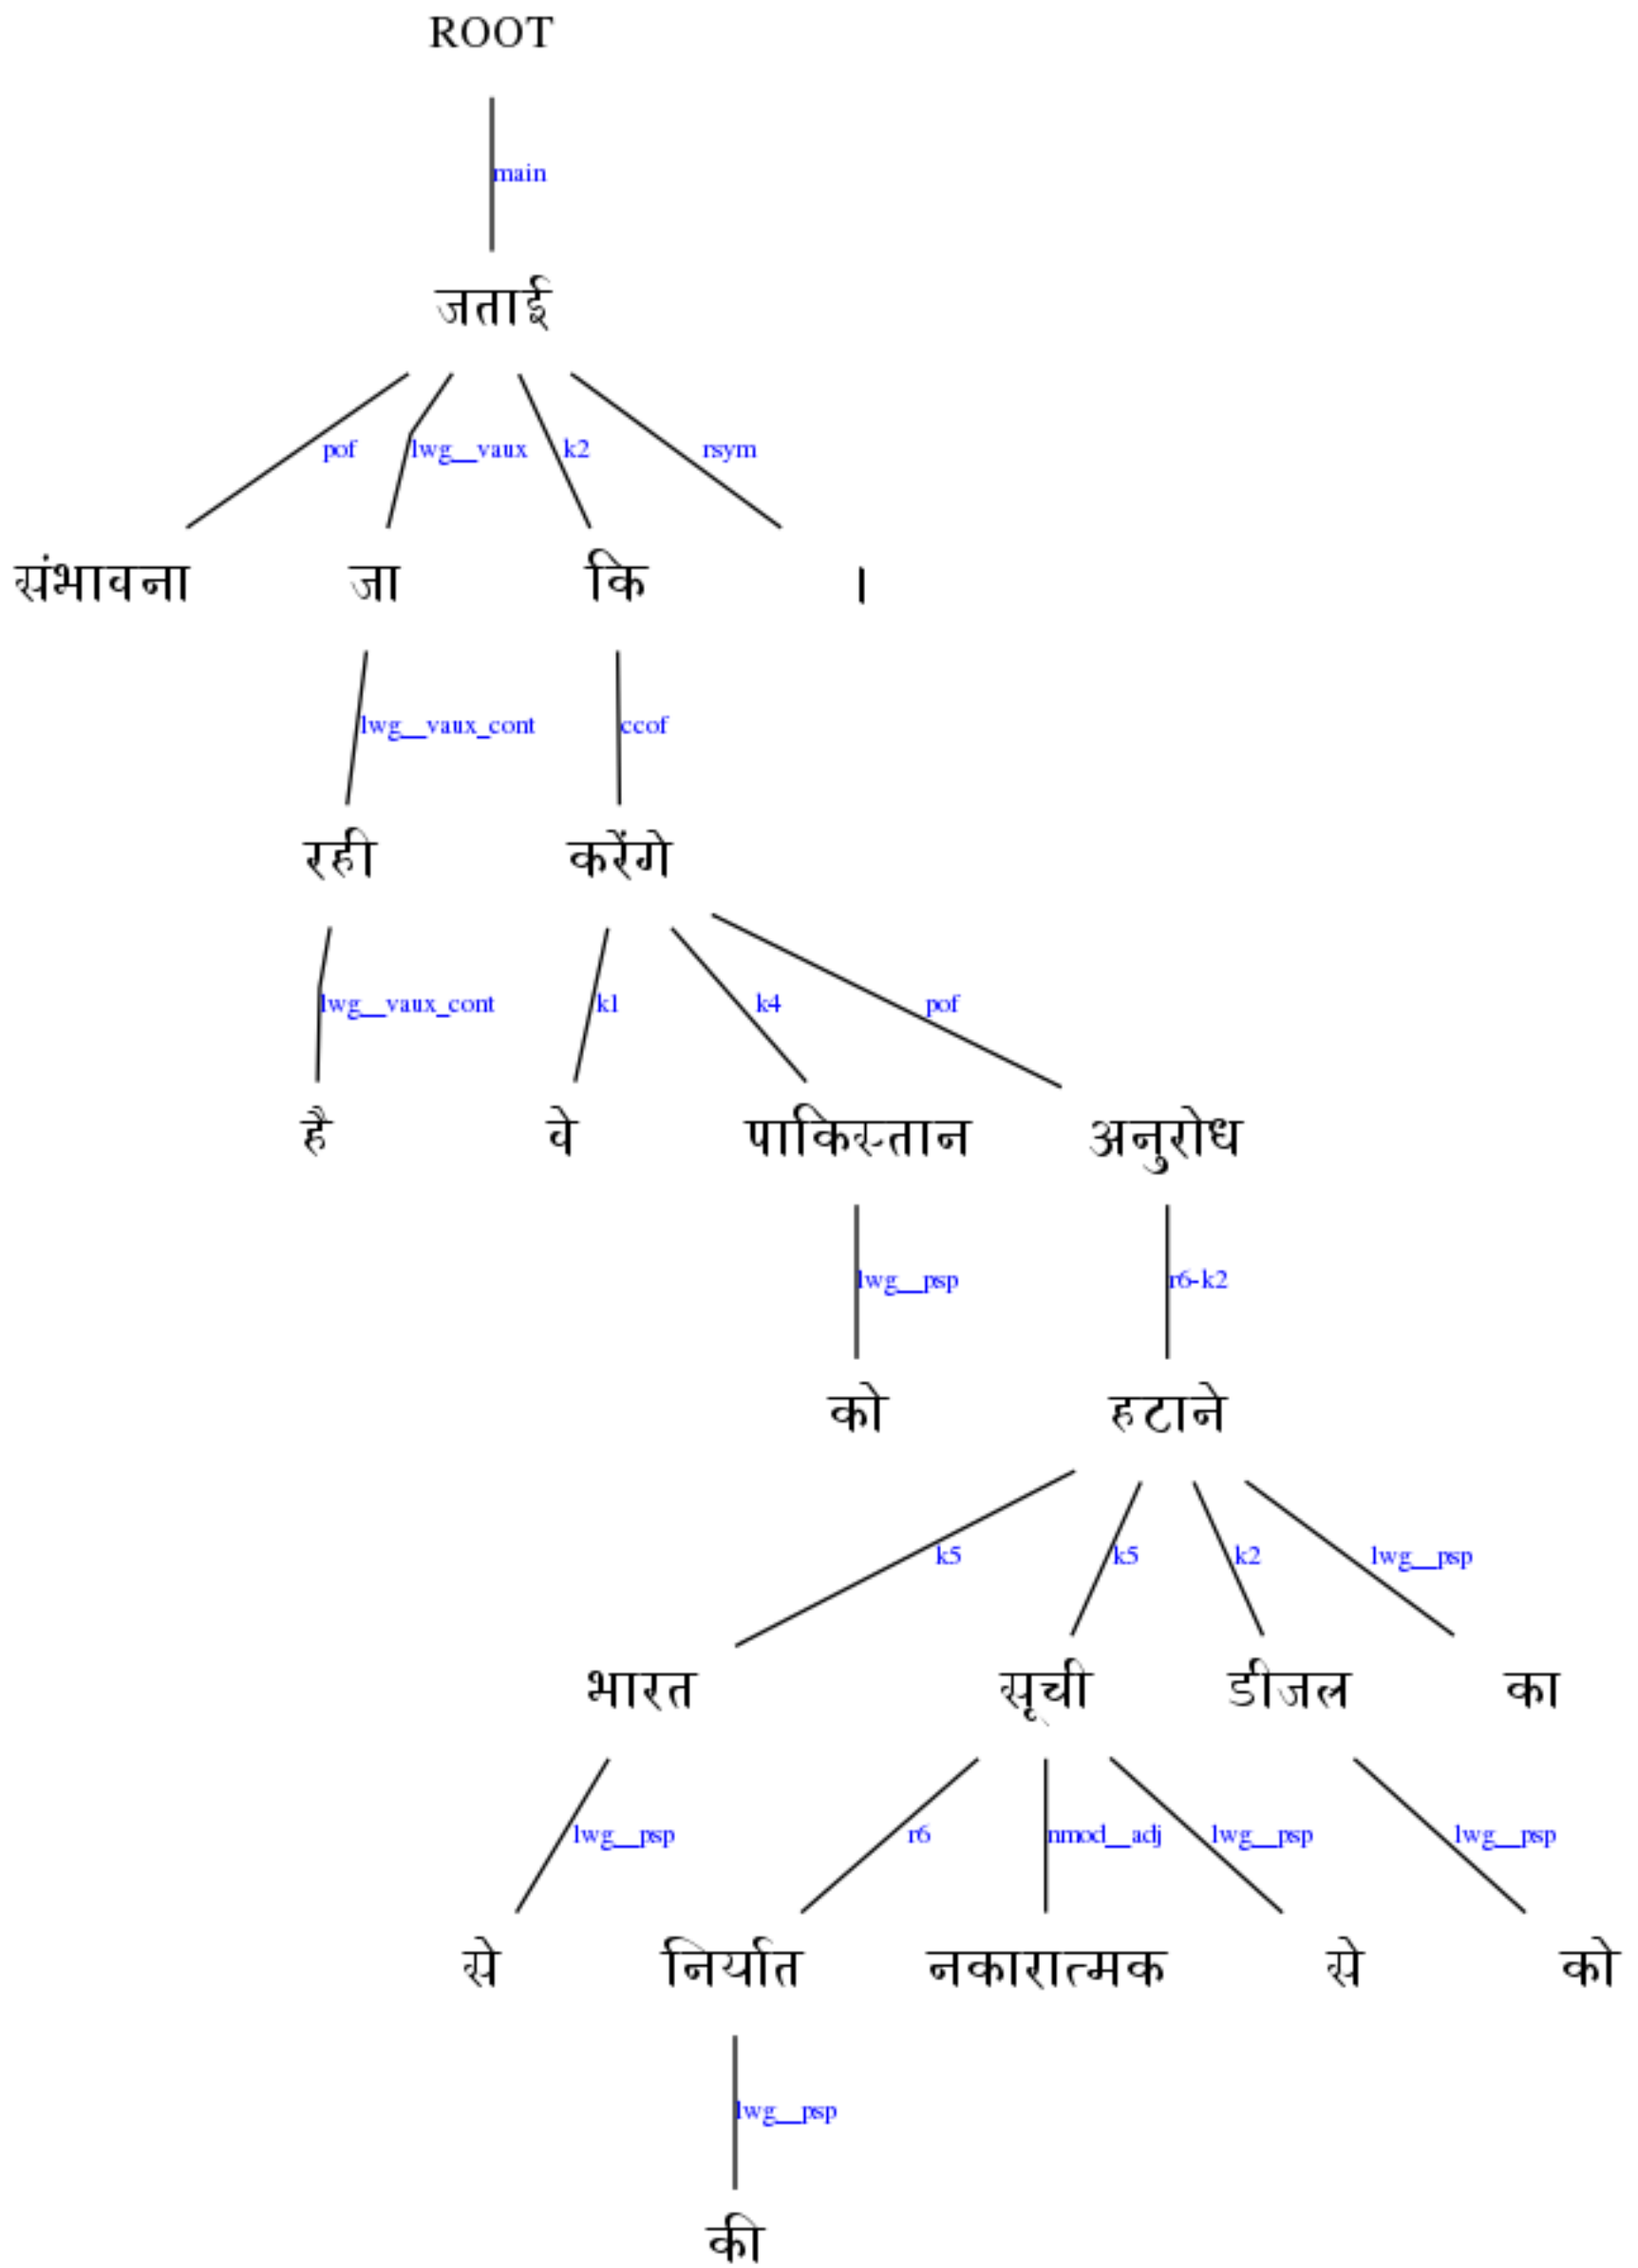 ROOT
main
जताई
pof lwg__vaux k2 rsym
संभावना जा कि ।
lwg__vaux_cont ccof
रही करेंगे
lwg__vaux_cont k1 k4 pof
है वे पाकिस्तान अनुरोध
lwg__psp r6-k2
को हटाने
k5 k5 k2 lwg__psp
भारत सूची डीजल का
lwg__psp r6 nmod__adj lwg__psp lwg__psp
से निर्यात नकारात्मक से को
lwg__psp
की